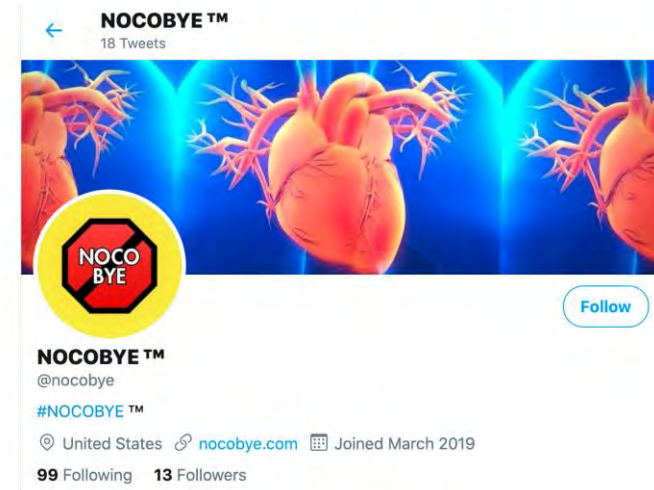 NOCOBYE ™
18 Tweets
NOCO
BYE
Follow
NOCOBYE ™
@nocobye
#NOCOBYE ™
United States nocobye.com Joined March 2019
99 Following 13 Followers